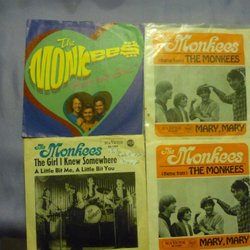 The
MONKEES
The Monkees
(theme from) THE MONKEES
MARY, MARY
The Monkees
The Girl I Knew Somewhere
A Little Bit Me, A Little Bit You
The Monkees
(theme from) THE MONKEES
MARY, MARY